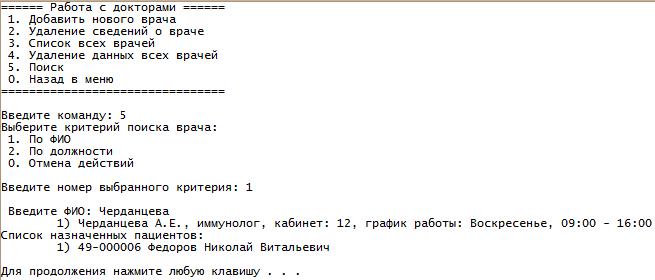 ====== Работа с докторами ======
1. Добавить нового врача
2. Удаление сведений о враче
3. Список всех врачей
4. Удаление данных всех врачей
5. Поиск
0. Назад в меню
================================
Введите команду: 5
Выберите критерий поиска врача:
1. По ФИО
2. По должности
0. Отмена действий
Введите номер выбранного критерия: 1
Введите ФИО: Черданцева
1) Черданцева А.Е., иммунолог, кабинет: 12, график работы: Воскресенье, 09:00 - 16:00
Список назначенных пациентов:
1) 49-000006 Федоров Николай Витальевич
Для продолжения нажмите любую клавишу . . .